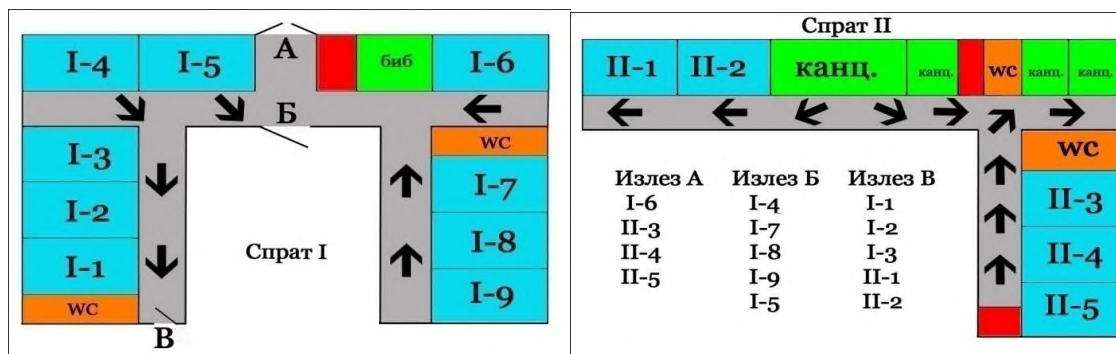 А
I-4 I-5 биб I-6
Б
I-3 WC
I-2 I-7
I-1 Спрат I I-8
WC I-9
В
Спрат II
II-1 II-2 канц. канц. wc канц. канц.
wc
Излез А Излез Б Излез В
I-6 I-4 I-1
II-3 I-7 I-2
II-4 I-8 I-3
II-5 I-9 II-1
I-5 II-2
II-3
II-4
II-5